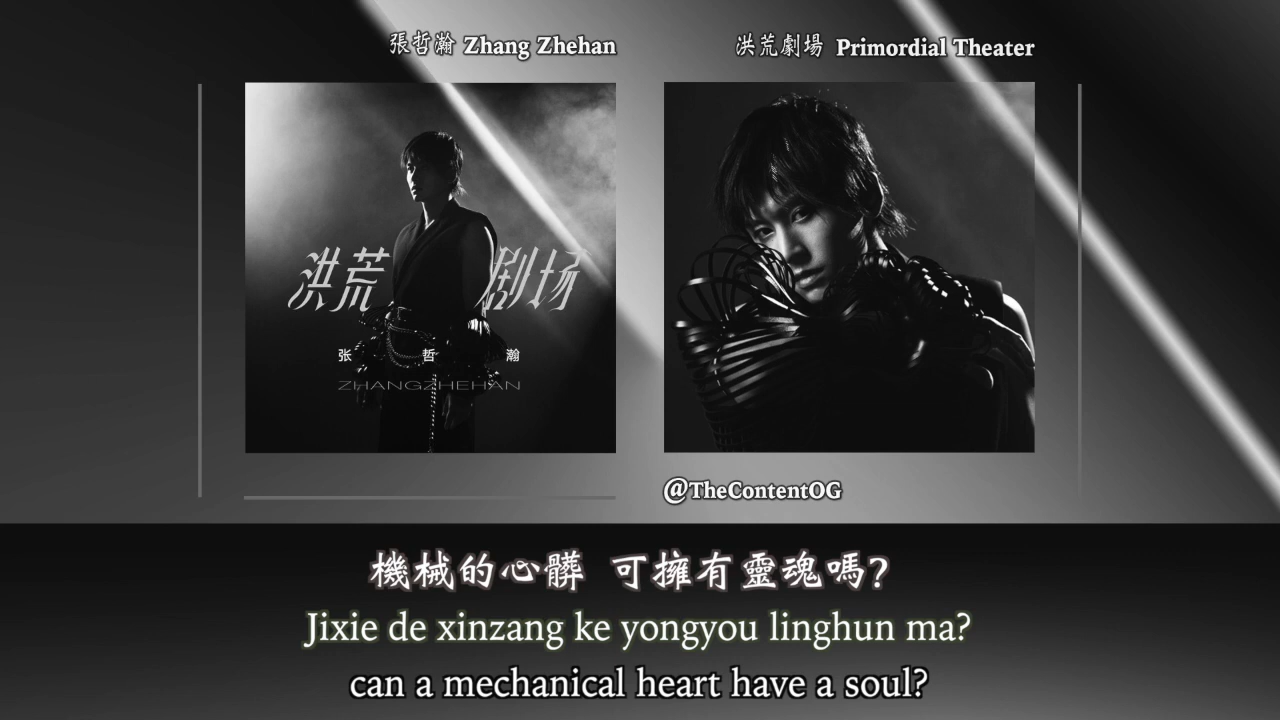 張哲瀚 Zhang Zhehan
洪荒劇場 Primordial Theater
洪荒剧场
张哲瀚
ZHANGZHEHAN
@TheContentOG
機械的心髒 可擁有靈魂嗎?
Jixie de xinzang ke yongyou linghun ma?
can a mechanical heart have a soul?